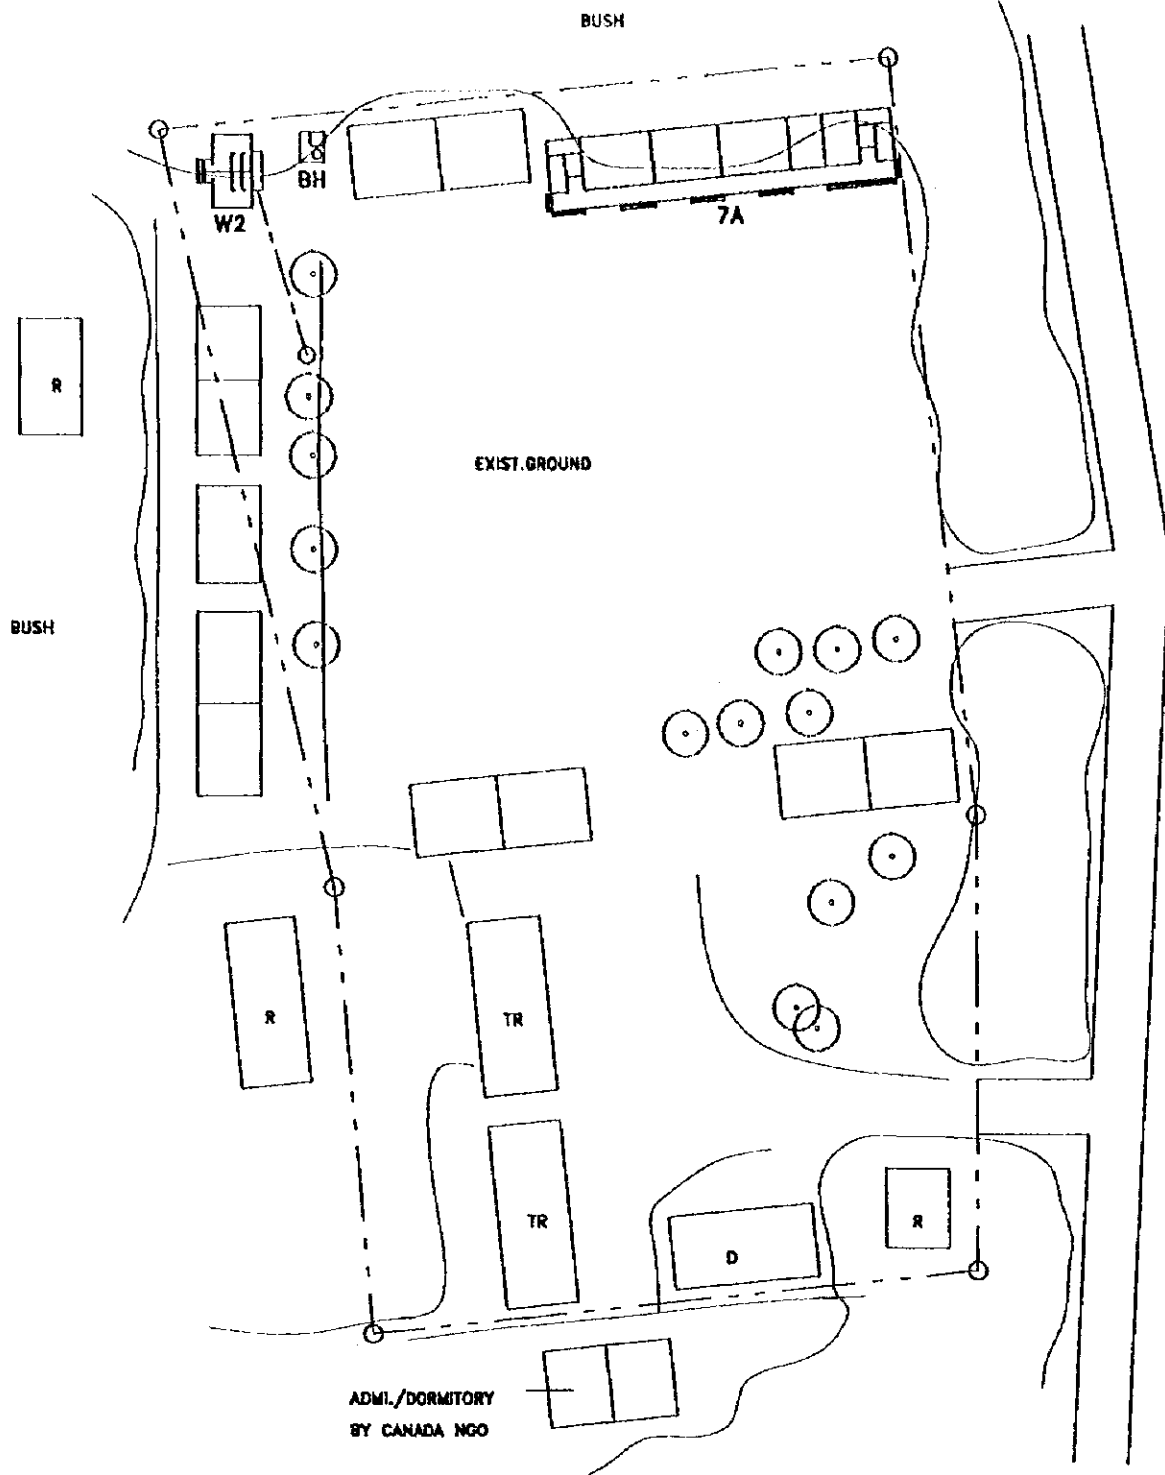 BUSH
BH
W2
7A
R
EXIST.GROUND
BUSH
R
TR
TR
R
D
ADMI./DORMITORY
BY CANADA NGO